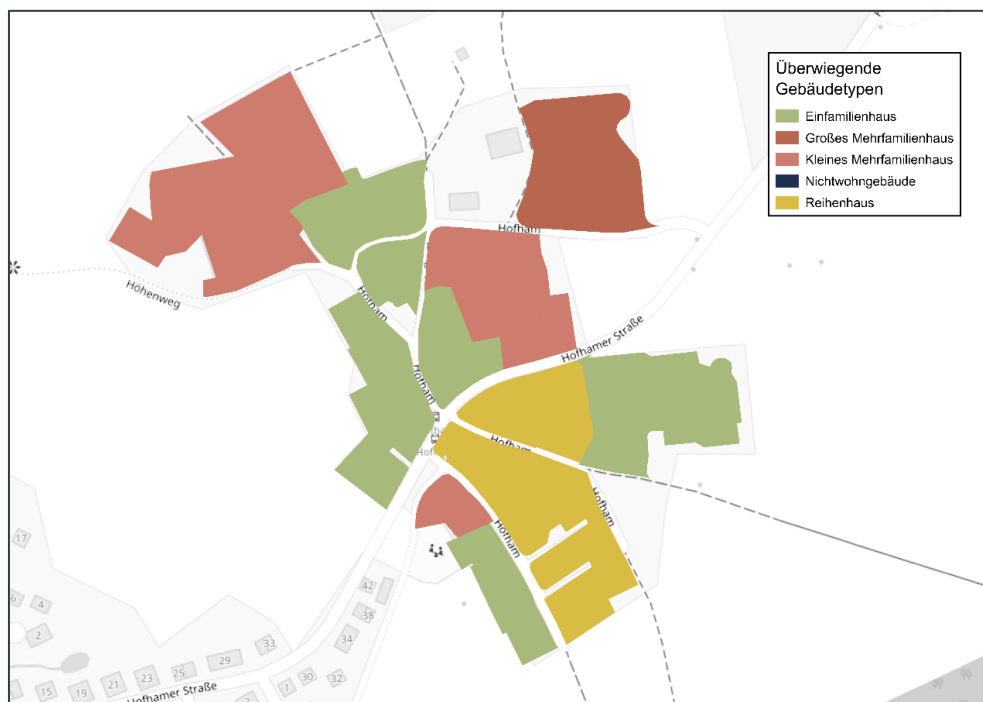 Überwiegende
Gebäudetypen
Einfamilienhaus
Großes Mehrfamilienhaus
Kleines Mehrfamilienhaus
Nichtwohngebäude
Reihenhaus
Hofham
Höhenweg
Hofham
Hofhamer Straße
Hofham
Hofham
Hofham
Hofham
17
6
4
2
42
38
34
33
29
25
23
21
19
15
30
32
1
Hofhamer Straße